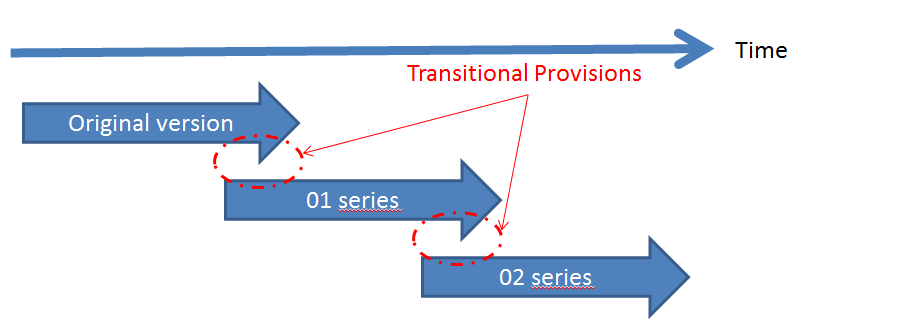 Time
Transitional Provisions
Original version
01 series
02 series